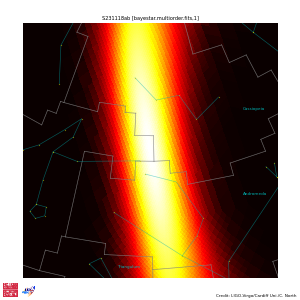 S231118ab [bayestar.multiorder.fits,1]
Cassiopeia
Andromeda
Triangulum
Credit: LIGO-Virgo/Cardiff Uni./C. North